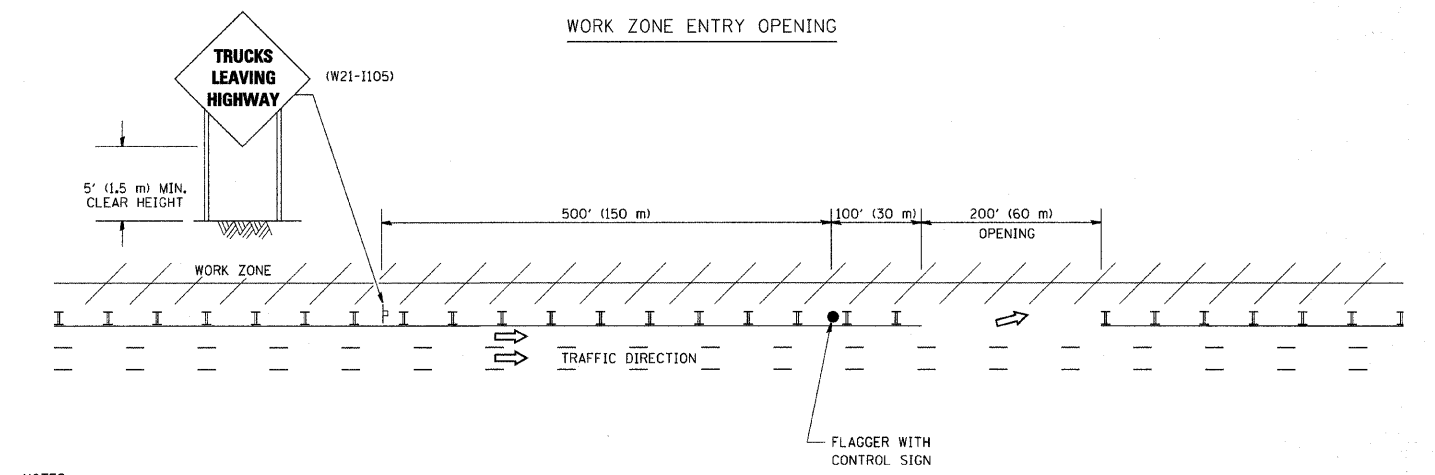 WORK ZONE ENTRY OPENING
TRUCKS
LEAVING
HIGHWAY
(W21-I105)
5' (1.5 m) MIN.
CLEAR HEIGHT
500' (150 m)
100' (30 m)
200' (60 m)
OPENING
WORK ZONE
TRAFFIC DIRECTION
FLAGGER WITH
CONTROL SIGN